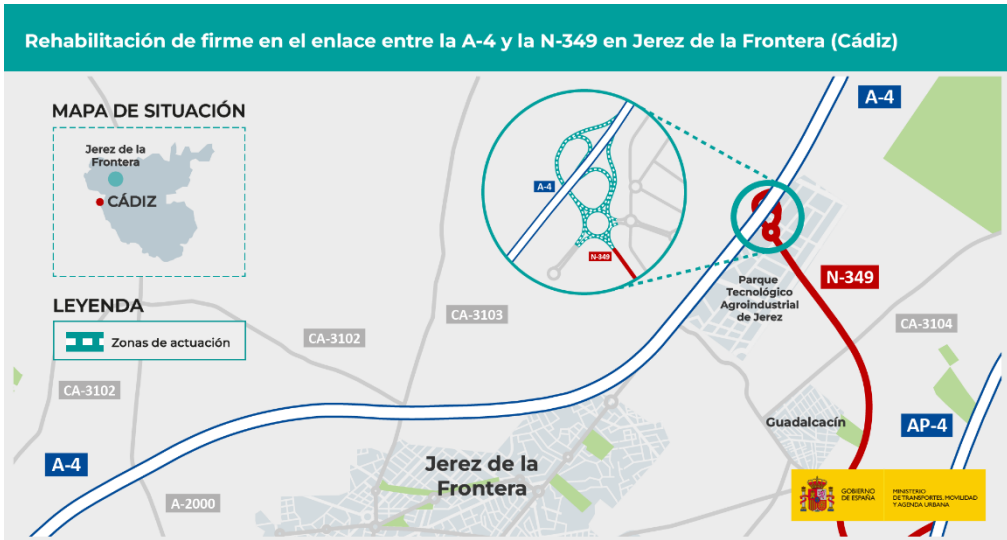 Rehabilitación de firme en el enlace entre la A-4 y la N-349 en Jerez de la Frontera (Cádiz)
MAPA DE SITUACIÓN
Jerez de la
Frontera
CÁDIZ
LEYENDA
Zonas de actuación
A-4
A-4
N-349
N-349
Parque
Tecnológico
Agroindustrial
de Jerez
CA-3103
CA-3102
CA-3104
CA-3102
Guadalcacín
AP-4
A-4
Jerez de la
Frontera
A-2000
GOBIERNO
DE ESPAÑA
MINISTERIO
DE TRANSPORTES, MOVILIDAD
Y AGENDA URBANA